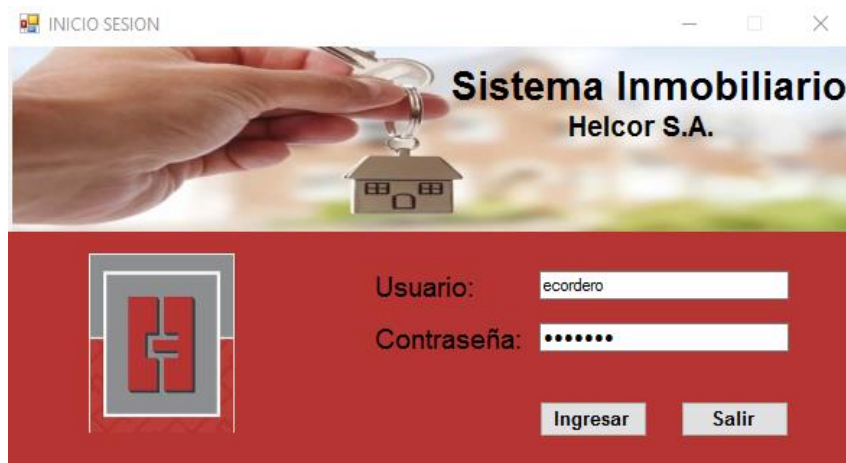 INICIO SESION
Sistema Inmobiliario
Helcor S.A.
Usuario:
ecordero
Contraseña:
•••••••
Ingresar
Salir